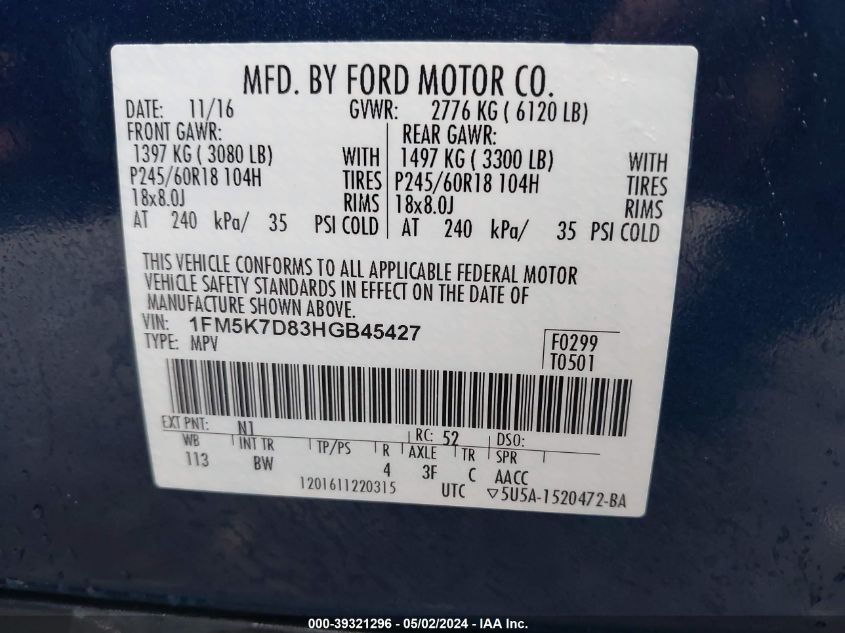 MFD. BY FORD MOTOR CO.
DATE: 11/16 GVWR: 2776 KG ( 6120 LB)
FRONT GAWR: REAR GAWR:
1397 KG ( 3080 LB) WITH 1497 KG ( 3300 LB) WITH
P245/60R18 104H TIRES P245/60R18 104H TIRES
18x8.0J RIMS 18x8.0J RIMS
AT 240 kPa/ 35 PSI COLD AT 240 kPa/ 35 PSI COLD
THIS VEHICLE CONFORMS TO ALL APPLICABLE FEDERAL MOTOR
VEHICLE SAFETY STANDARDS IN EFFECT ON THE DATE OF
MANUFACTURE SHOWN ABOVE.
VIN: 1FM5K7D83HGB45427 F0299
TYPE: MPV T0501
EXT PNT: N1 RC: 52 DSO:
WB INT TR TP/PS R AXLE TR SPR
113 BW 4 3F C AACC
1201611220315 UTC ▽5U5A-1520472-BA
000-39321296 - 05/02/2024 - IAA Inc.